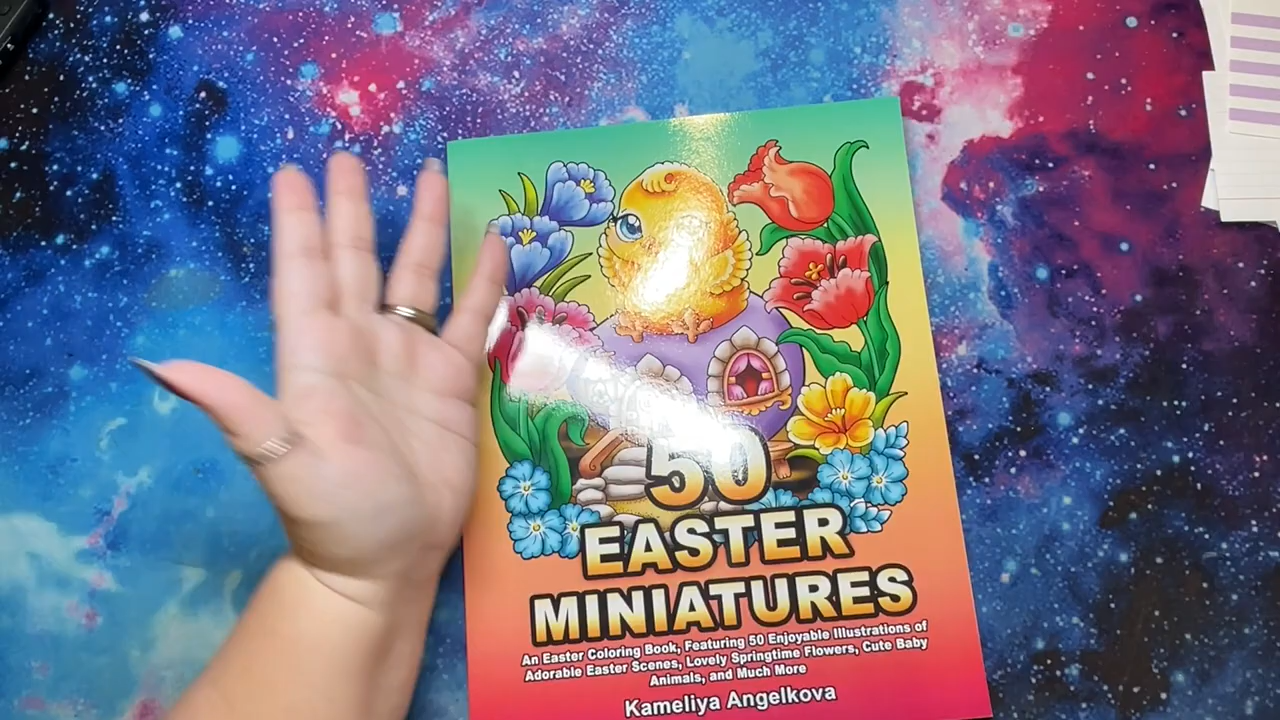 50
EASTER
MINIATURES
An Easter Coloring Book, Featuring 50 Enjoyable Illustrations of
Adorable Easter Scenes, Lovely Springtime Flowers, Cute Baby
Animals, and Much More
Kameliya Angelkova